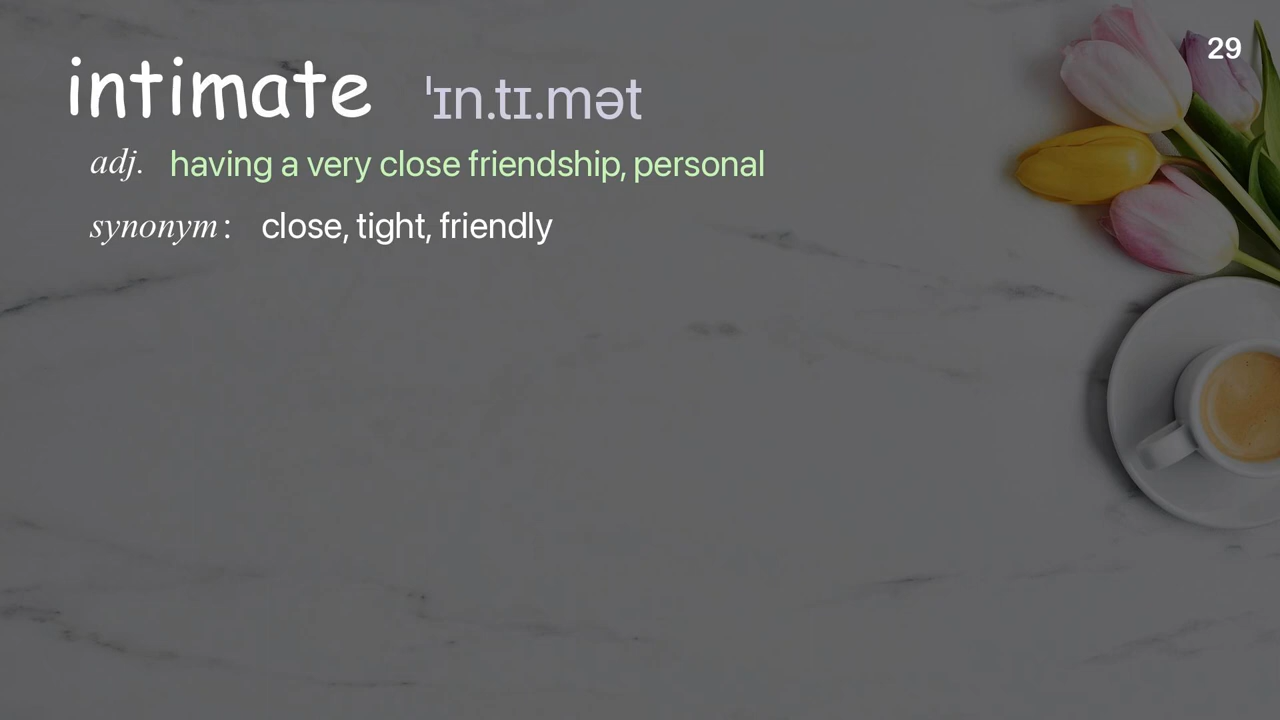 29
intimate ˈɪn.tɪ.mət
adj. having a very close friendship, personal
synonym: close, tight, friendly